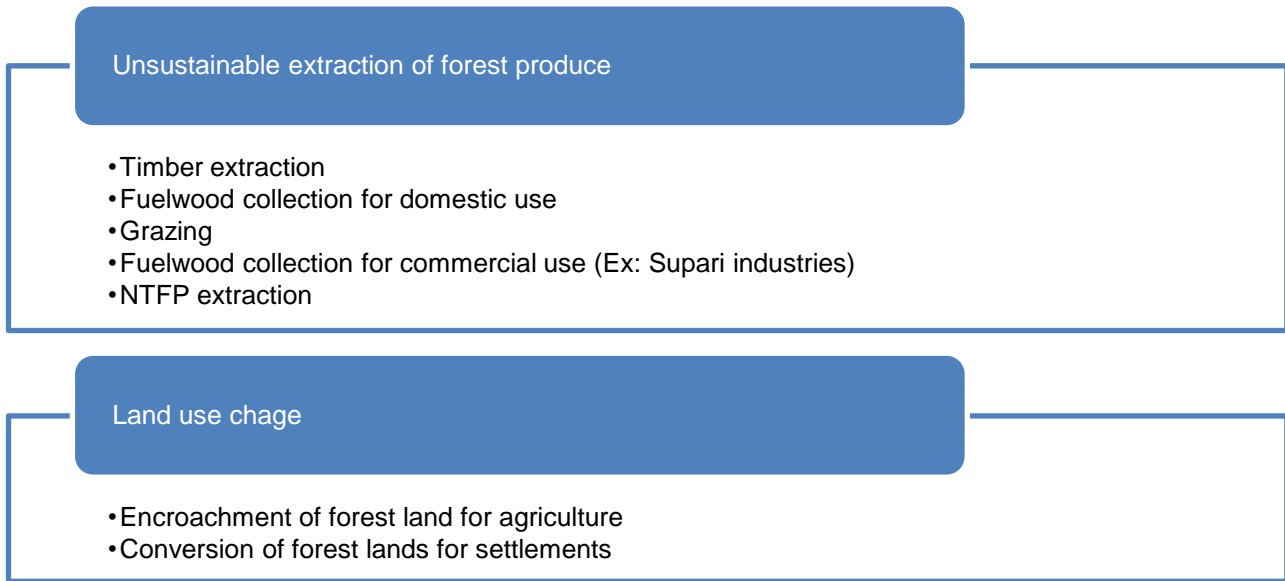 Unsustainable extraction of forest produce
•Timber extraction
•Fuelwood collection for domestic use
•Grazing
•Fuelwood collection for commercial use (Ex: Supari industries)
•NTFP extraction
Land use chage
•Encroachment of forest land for agriculture
•Conversion of forest lands for settlements